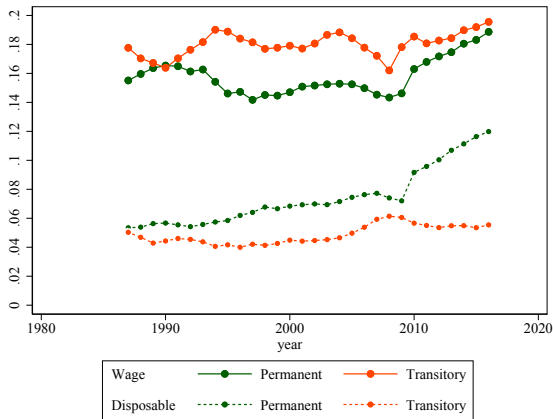 .2
.18
.16
.14
.12
.1
.08
.06
.04
.02
0
1980 1990 2000 2010 2020
year
Wage Permanent Transitory
Disposable Permanent Transitory